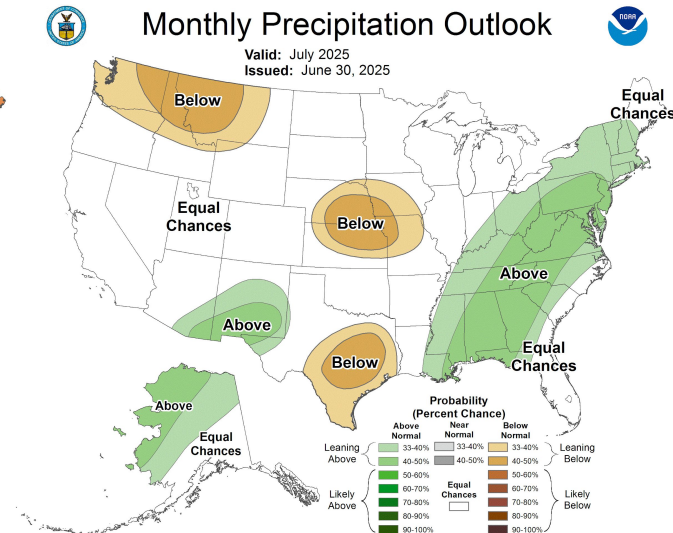 Monthly Precipitation Outlook
NOAA
Valid: July 2025
Issued: June 30, 2025
Below
Equal
Chances
Equal
Chances
Below
Above
Above
Below
Equal
Chances
Above
Equal
Chances
Probability
(Percent Chance)
Above
Normal
Near
Normal
Below
Normal
Leaning
Above
33-40%
33-40%
33-40%
Leaning
Below
40-50%
40-50%
40-50%
50-60%
50-60%
Likely
Above
60-70%
Equal
Chances
60-70%
Likely
Below
70-80%
70-80%
80-90%
80-90%
90-100%
90-100%